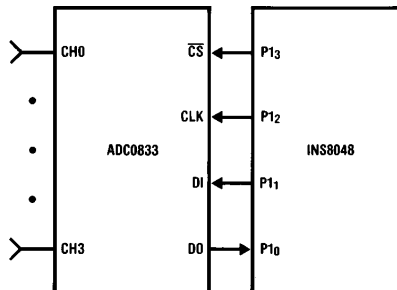 CH0 CS P13
CLK P12
ADC0833 INS8048
DI P11
CH3 DO P10